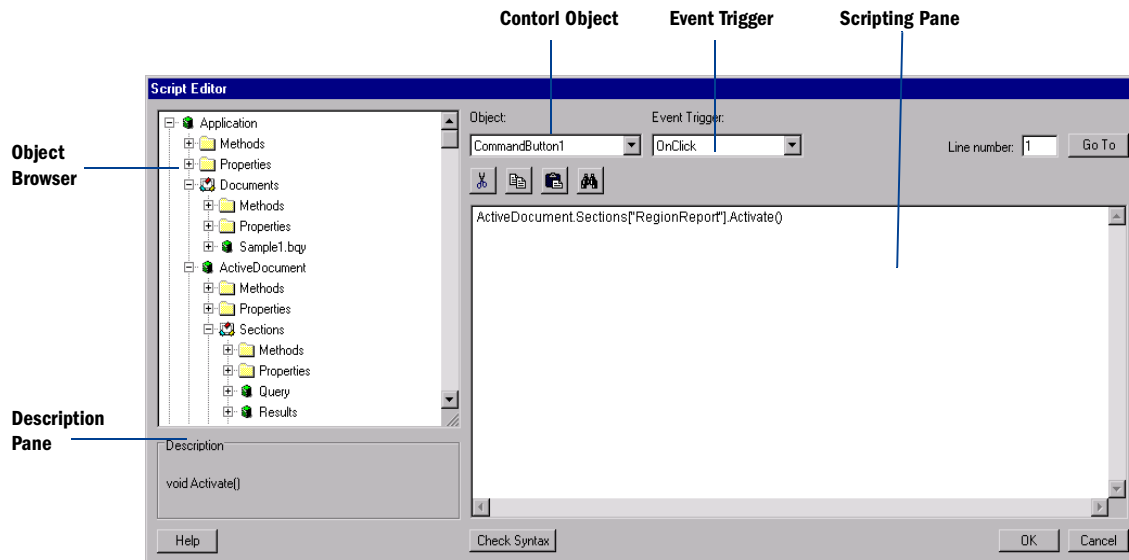 Contorl Object
Event Trigger
Scripting Pane
Script Editor
Object
Browser
Application
Methods
Properties
Documents
Methods
Properties
Sample1.bqy
ActiveDocument
Methods
Properties
Sections
Methods
Properties
Query
Results
Description
Pane
Description
void Activate()
Object:
Event Trigger:
CommandButton1
OnClick
Line number:
1
Go To
ActiveDocument.Sections["RegionReport"].Activate()
Help
Check Syntax
OK
Cancel